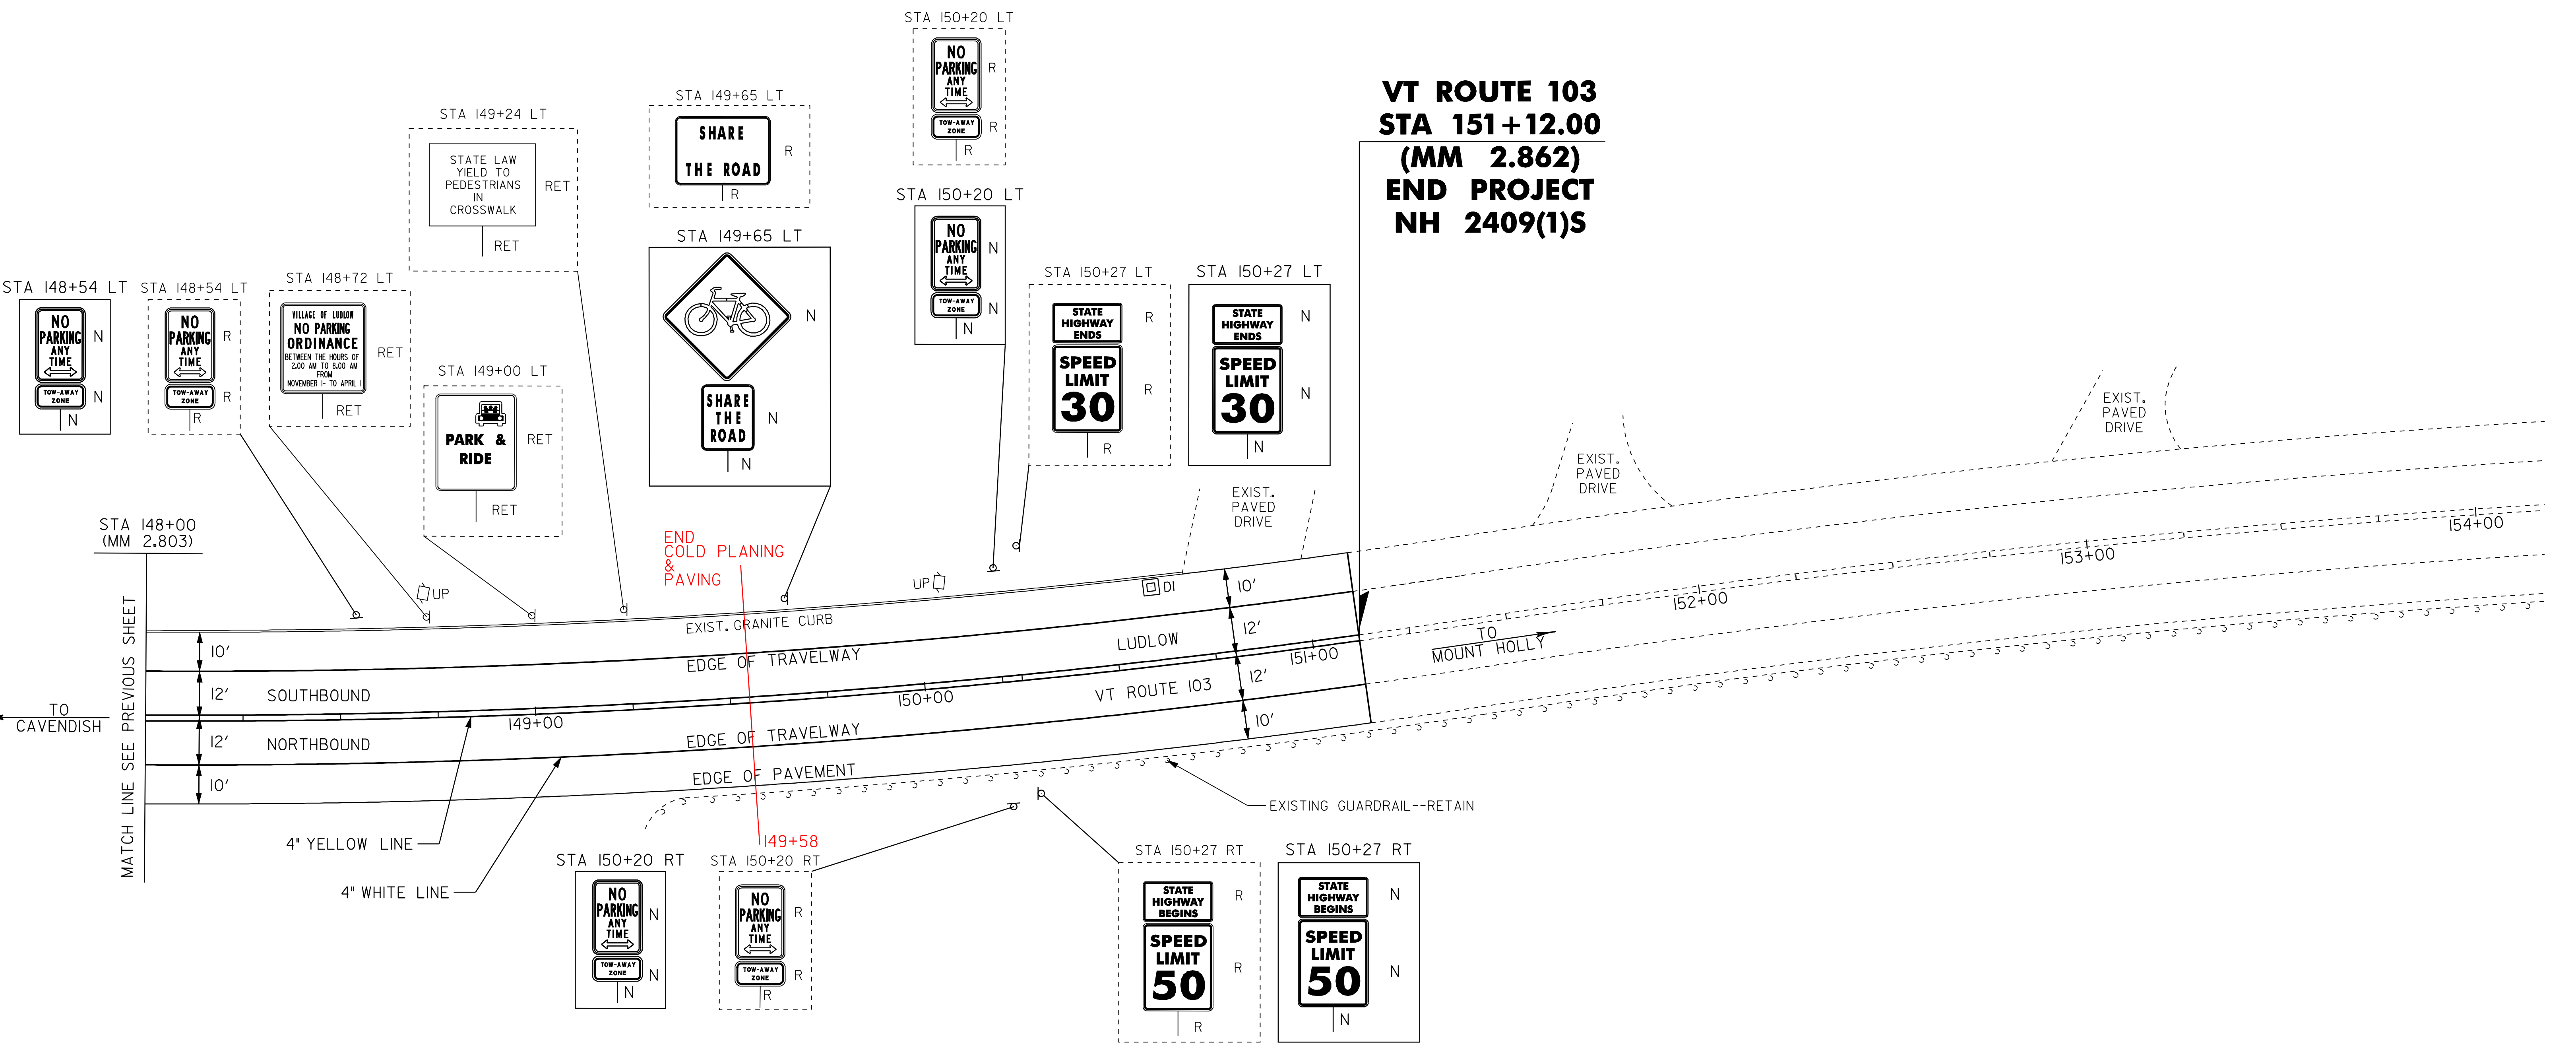 STA 150+20 LT
NO
PARKING
ANY
TIME
R
TOW-AWAY
ZONE
R
R
VT ROUTE 103
STA 151+12.00
(MM 2.862)
END PROJECT
NH 2409(1)S
STA 149+65 LT
SHARE
THE ROAD
R
R
STA 149+24 LT
STATE LAW
YIELD TO
PEDESTRIANS
IN
CROSSWALK
RET
RET
STA 150+20 LT
NO
PARKING
ANY
TIME
N
TOW-AWAY
ZONE
N
N
STA 149+65 LT
N
SHARE
THE
ROAD
N
N
STA 148+54 LT
NO
PARKING
ANY
TIME
N
TOW-AWAY
ZONE
N
N
STA 148+54 LT
NO
PARKING
ANY
TIME
R
TOW-AWAY
ZONE
R
R
STA 148+72 LT
VILLAGE OF LUDLOW
NO PARKING
ORDINANCE
BETWEEN THE HOURS OF
2.00 AM TO 8.00 AM
FROM
NOVEMBER 1- TO APRIL 1
RET
RET
STA 149+00 LT
PARK &
RIDE
RET
RET
STA 150+27 LT
STATE
HIGHWAY
ENDS
R
SPEED
LIMIT
30
R
R
STA 150+27 LT
STATE
HIGHWAY
ENDS
N
SPEED
LIMIT
30
N
N
EXIST.
PAVED
DRIVE
EXIST.
PAVED
DRIVE
EXIST.
PAVED
DRIVE
STA 148+00
(MM 2.803)
MATCH LINE SEE PREVIOUS SHEET
END
COLD PLANING
&
PAVING
UP
UP
DI
EXIST. GRANITE CURB
10'
12'
12'
10'
10'
12'
12'
10'
EDGE OF TRAVELWAY
LUDLOW
SOUTHBOUND
TO
CAVENDISH
149+00
150+00
151+00
152+00
153+00
154+00
VT ROUTE 103
TO
MOUNT HOLLY
NORTHBOUND
EDGE OF TRAVELWAY
EDGE OF PAVEMENT
EXISTING GUARDRAIL--RETAIN
4" YELLOW LINE
4" WHITE LINE
149+58
STA 150+20 RT
NO
PARKING
ANY
TIME
N
TOW-AWAY
ZONE
N
N
STA 150+20 RT
NO
PARKING
ANY
TIME
R
TOW-AWAY
ZONE
R
R
STA 150+27 RT
STATE
HIGHWAY
BEGINS
R
SPEED
LIMIT
50
R
R
STA 150+27 RT
STATE
HIGHWAY
BEGINS
N
SPEED
LIMIT
50
N
N